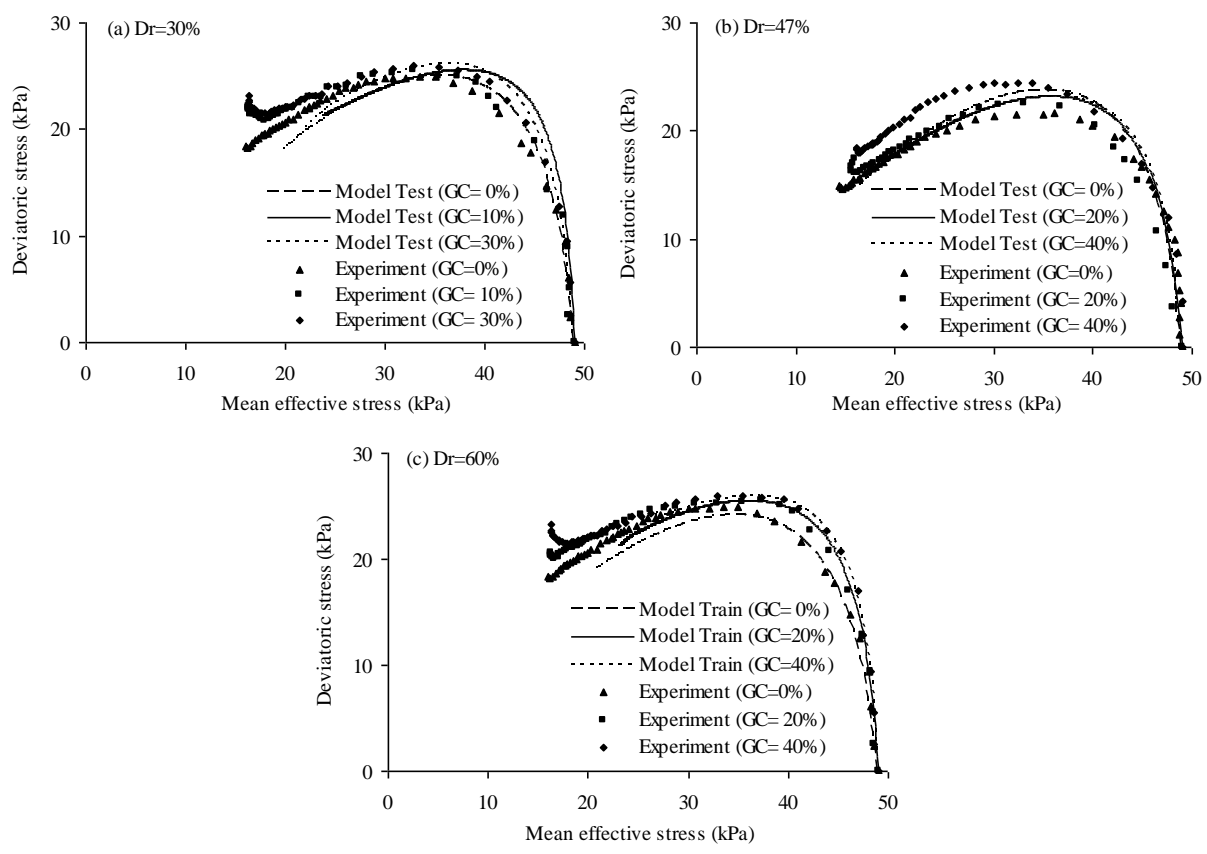 (a) Dr=30%
Deviatoric stress (kPa)
30
20
10
0
Model Test (GC= 0%)
Model Test (GC=10%)
Model Test (GC=30%)
Experiment (GC=0%)
Experiment (GC= 10%)
Experiment (GC= 30%)
0 10 20 30 40 50
Mean effective stress (kPa)
(b) Dr=47%
Deviatoric stress (kPa)
30
20
10
0
Model Test (GC= 0%)
Model Test (GC=20%)
Model Test (GC=40%)
Experiment (GC=0%)
Experiment (GC= 20%)
Experiment (GC= 40%)
0 10 20 30 40 50
Mean effective stress (kPa)
(c) Dr=60%
Deviatoric stress (kPa)
30
20
10
0
Model Train (GC= 0%)
Model Train (GC=20%)
Model Train (GC=40%)
Experiment (GC=0%)
Experiment (GC= 20%)
Experiment (GC= 40%)
0 10 20 30 40 50
Mean effective stress (kPa)